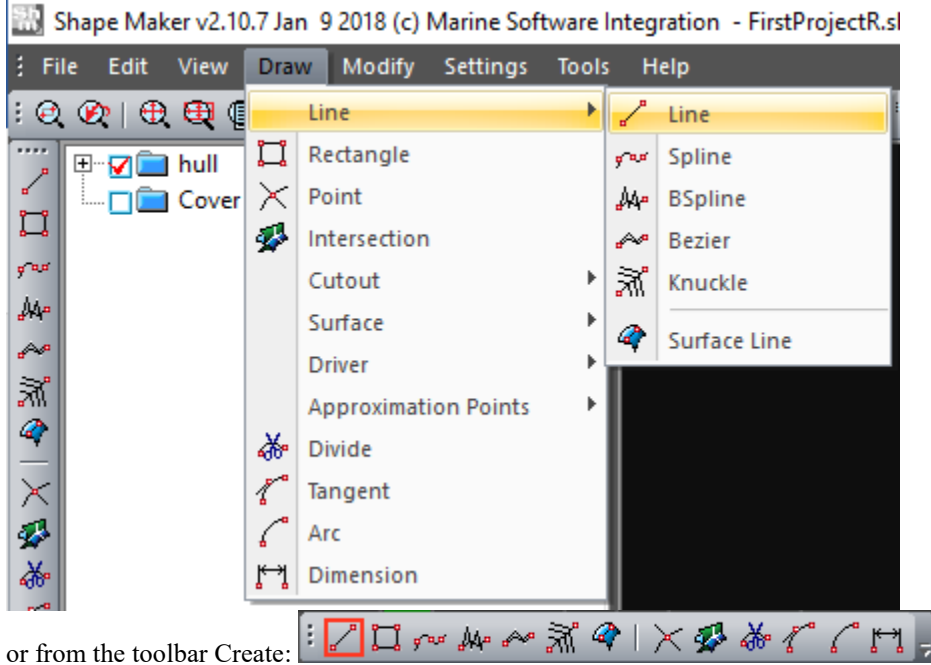 Shape Maker v2.10.7 Jan 9 2018 (c) Marine Software Integration - FirstProjectR.sl
File Edit View Draw Modify Settings Tools Help
Line
Line
hull
Rectangle
Spline
Cover
Point
BSpline
Intersection
Bezier
Cutout
Knuckle
Surface
Surface Line
Driver
Approximation Points
Divide
Tangent
Arc
Dimension
or from the toolbar Create: